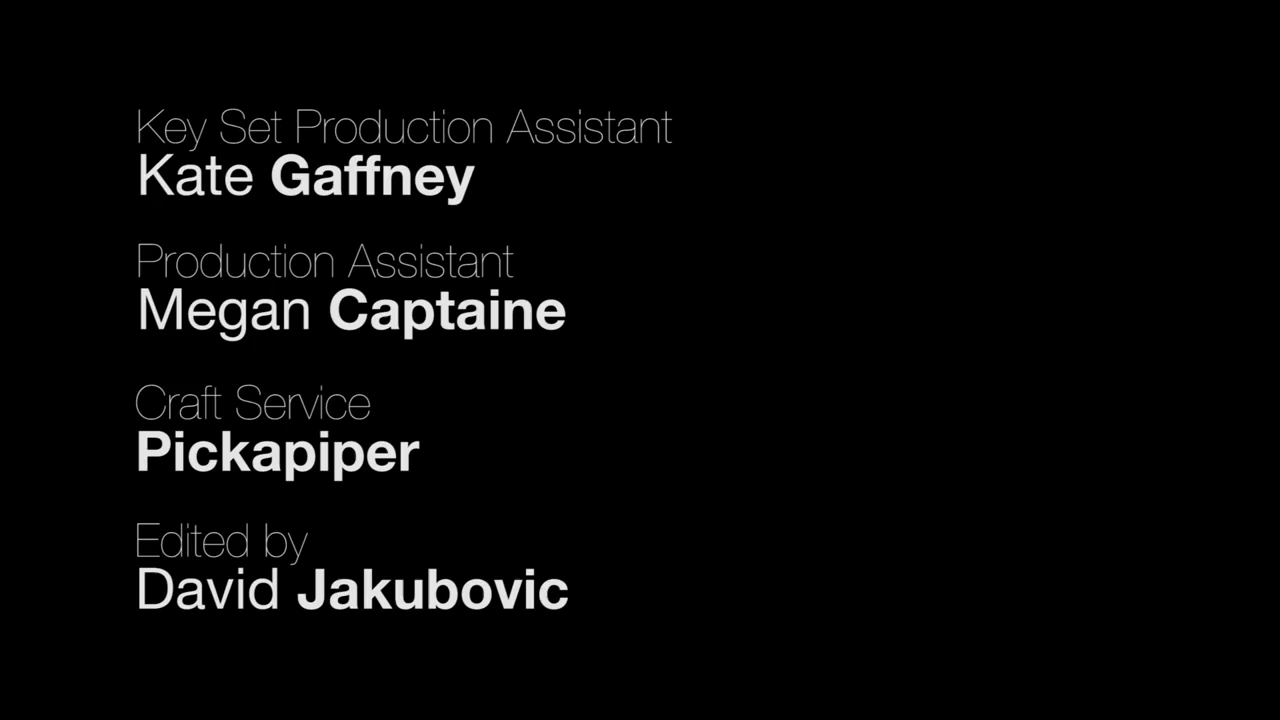 Key Set Production Assistant
Kate Gaffney
Production Assistant
Megan Captaine
Craft Service
Pickapiper
Edited by
David Jakubovic